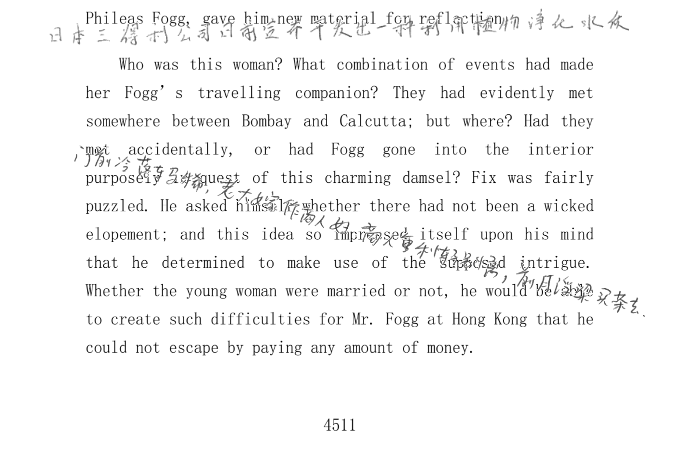 Phileas Fogg, gave him new material for reflection.
日本三得利公司日前宣布开发出一种利用植物净化水
Who was this woman? What combination of events had made
her Fogg's travelling companion? They had evidently met
somewhere between Bombay and Calcutta; but where? Had they
met accidentally, or had Fogg gone into the interior
purposely in quest of this charming damsel? Fix was fairly
puzzled. He asked himself whether there had not been a wicked
elopement; and this idea so impressed itself upon his mind
that he determined to make use of the supposed intrigue.
Whether the young woman were married or not, he would be able
to create such difficulties for Mr. Fogg at Hong Kong that he
could not escape by paying any amount of money.
门前冷落车马稀，老大嫁作商人妇。商人重利轻别离，前月浮梁买茶去.
4511